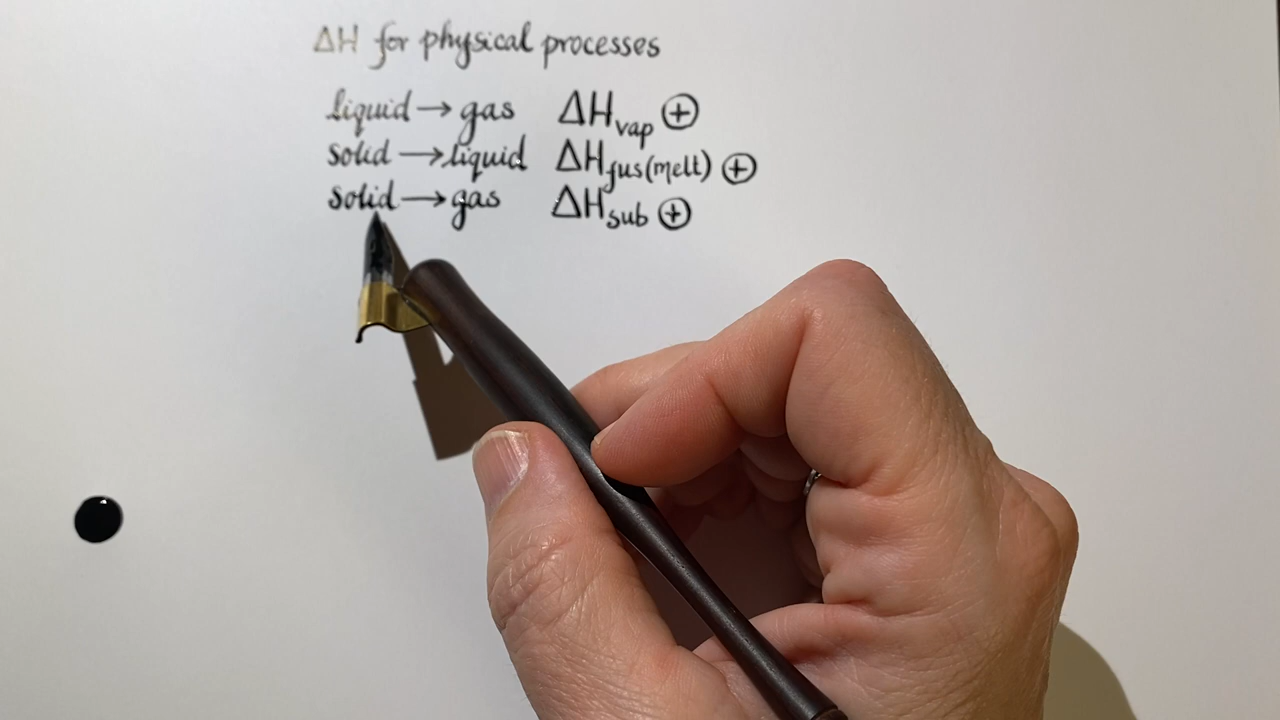 ΔH for physical processes
liquid → gas ΔHvap ⊕
solid → liquid ΔHfus(melt) ⊕
solid → gas ΔHsub ⊕